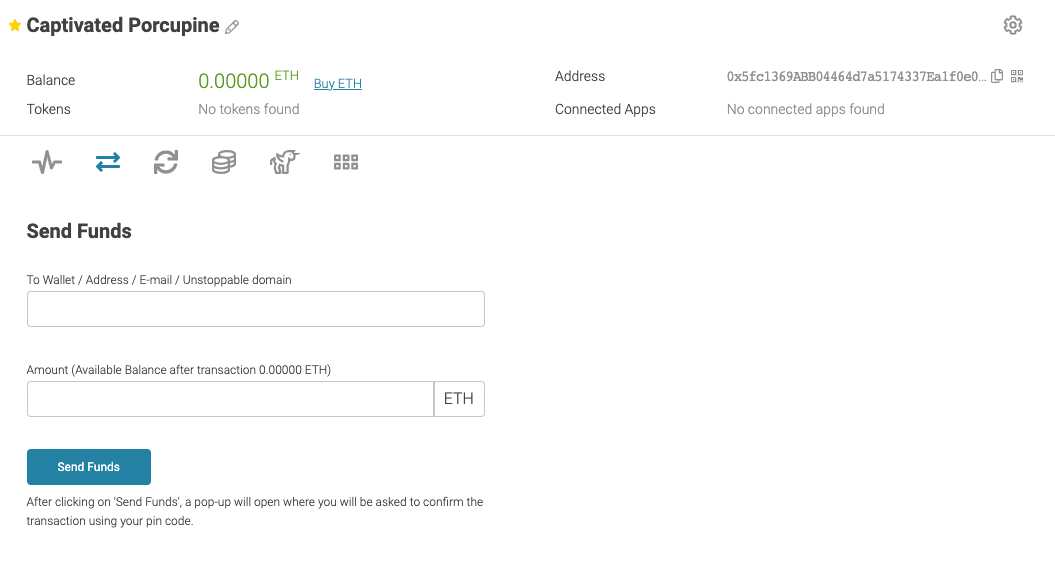 Captivated Porcupine
Balance
0.00000 ETH
Buy ETH
Address
0x5fc1369ABB04464d7a5174337Ea1f0e0...
Tokens
No tokens found
Connected Apps
No connected apps found
Send Funds
To Wallet / Address / E-mail / Unstoppable domain
Amount (Available Balance after transaction 0.00000 ETH)
ETH
Send Funds
After clicking on 'Send Funds', a pop-up will open where you will be asked to confirm the
transaction using your pin code.